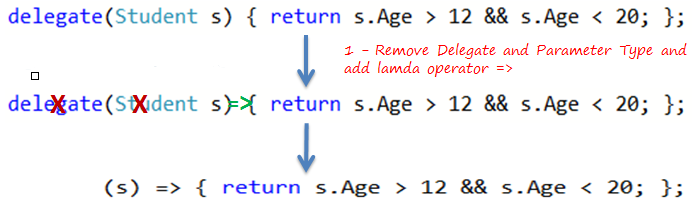 delegate(Student s) { return s.Age > 12 && s.Age < 20; };
1 - Remove Delegate and Parameter Type and
add lamda operator =>
delegate(Student s)=>{ return s.Age > 12 && s.Age < 20; };
(s) => { return s.Age > 12 && s.Age < 20; };